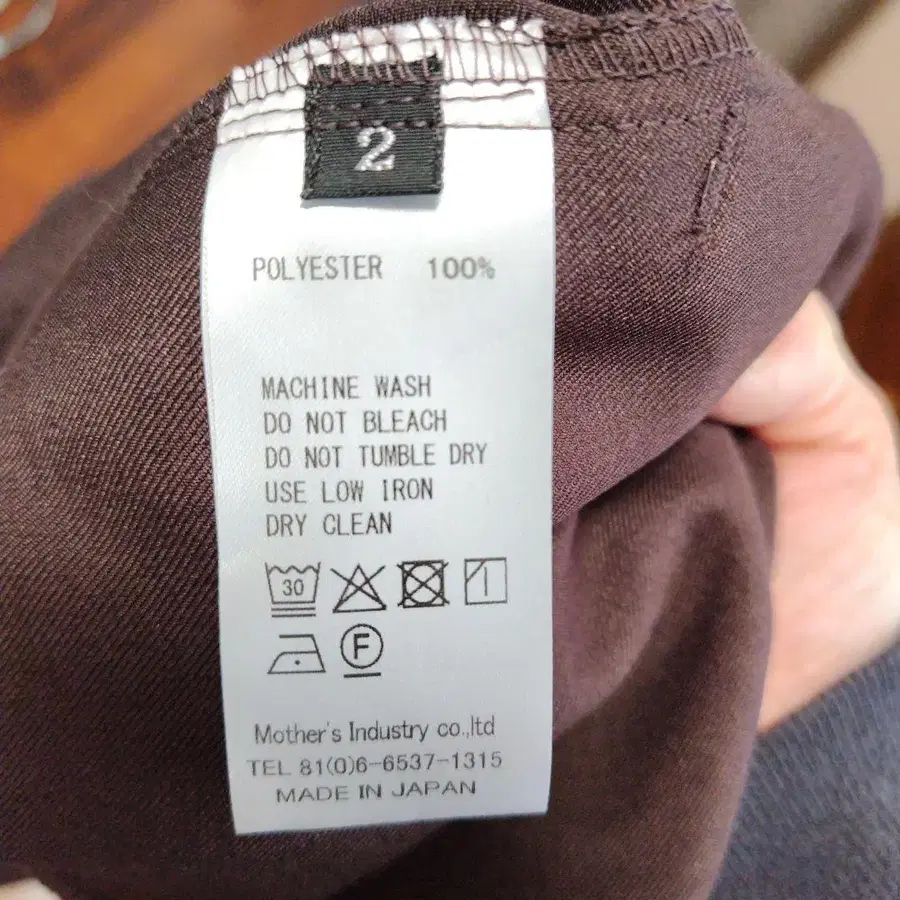 2
POLYESTER 100%
MACHINE WASH
DO NOT BLEACH
DO NOT TUMBLE DRY
USE LOW IRON
DRY CLEAN
30
F
Mother's Industry co.,ltd
TEL 81(0)6-6537-1315
MADE IN JAPAN